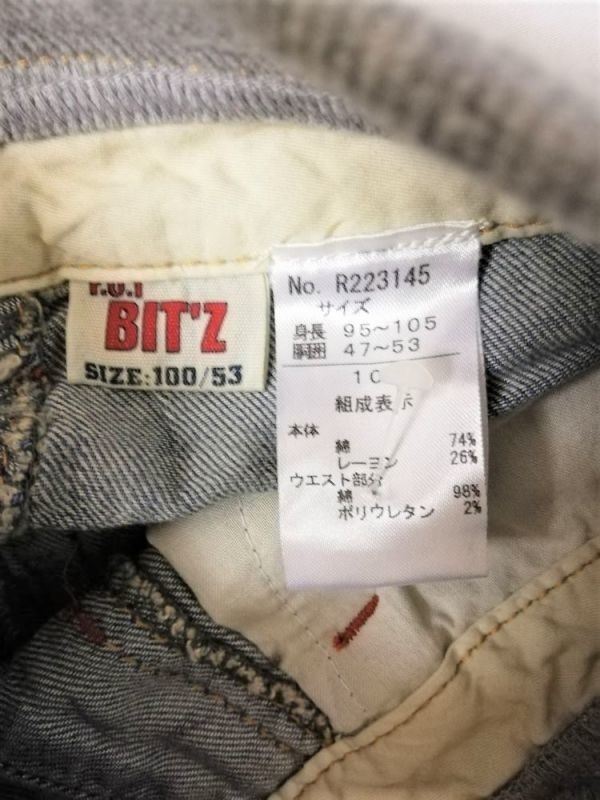 BIT'Z
SIZE:100/53
No. R223145
サイズ
身長 95~105
胴囲 47~53
組成表示
本体
綿 74%
レーヨン 26%
ウエスト部分
綿 98%
ポリウレタン 2%